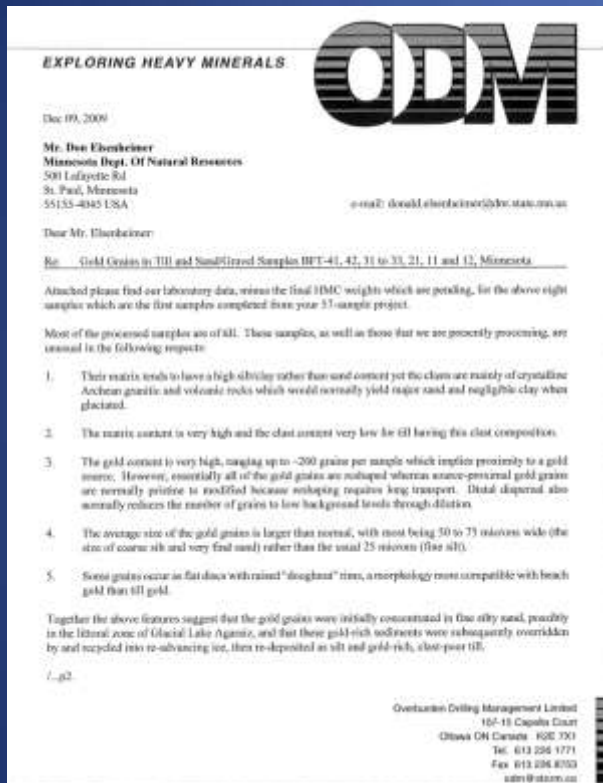 EXPLORING HEAVY MINERALS
ODM
Dec 09, 2009
Mr. Don Elsenheimer
Minnesota Dept. Of Natural Resources
500 Lafayette Rd
St. Paul, Minnesota
55155-4045 USA
e-mail: donald.elsenheimer@dnr.state.mn.us
Dear Mr. Elsenheimer:
Re: Gold Grains in Till and Sand/Gravel Samples BFT-41, 42, 31 to 33, 21, 11 and 12, Minnesota
Attached please find our laboratory data, minus the final HMC weights which are pending, for the above eight
samples which are the first samples completed from your 57-sample project.
Most of the processed samples are of till. These samples, as well as those that we are presently processing, are
unusual in the following respects:
1. Their matrix tends to have a high silt/clay rather than sand content yet the clasts are mainly of crystalline
Archean granitic and volcanic rocks which would normally yield major sand and negligible clay when
glaciated.
2. The matrix content is very high and the clast content very low for till having this clast composition.
3. The gold content is very high, ranging up to ~200 grains per sample which implies proximity to a gold
source. However, essentially all of the gold grains are reshaped whereas source-proximal gold grains
are normally pristine to modified because reshaping requires long transport. Distal dispersal also
normally reduces the number of grains to low background levels through dilution.
4. The average size of the gold grains is larger than normal, with most being 50 to 75 microns wide (the
size of coarse silt and very find sand) rather than the usual 25 microns (fine silt).
5. Some grains occur as flat discs with raised "doughnut" rims, a morphology more compatible with beach
gold than till gold.
Together the above features suggest that the gold grains were initially concentrated in fine silty sand, possibly
in the littoral zone of Glacial Lake Agassiz, and that these gold-rich sediments were subsequently overridden
by and recycled into re-advancing ice, then re-deposited as silt and gold-rich, clast-poor till.
/...p2
Overburden Drilling Management Limited
107-15 Capella Court
Ottawa ON Canada K2E 7X1
Tel. 613 226 1771
Fax 613 226 8753
odm@storm.ca